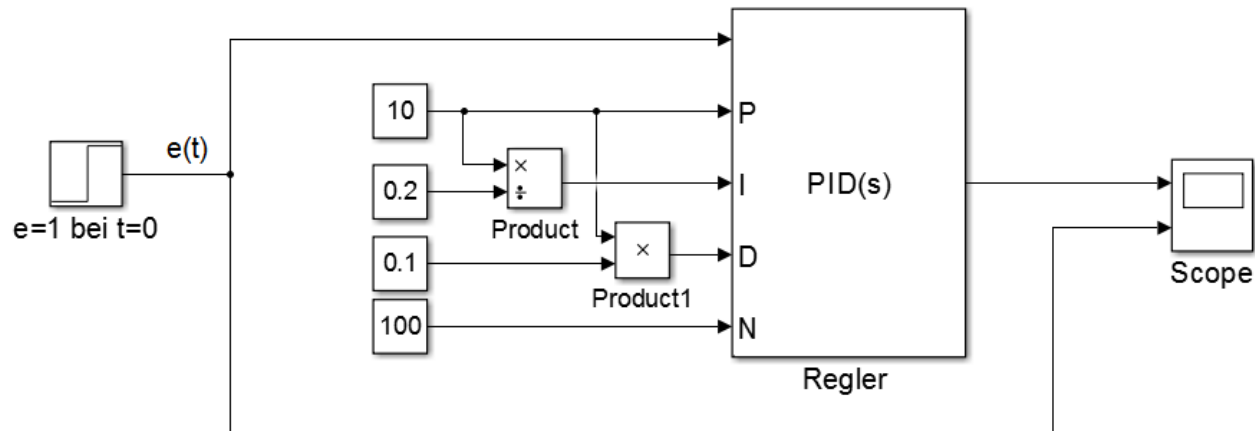 e(t)
e=1 bei t=0
10
0.2
0.1
100
×
÷
Product
×
Product1
P
I
D
N
PID(s)
Regler
Scope